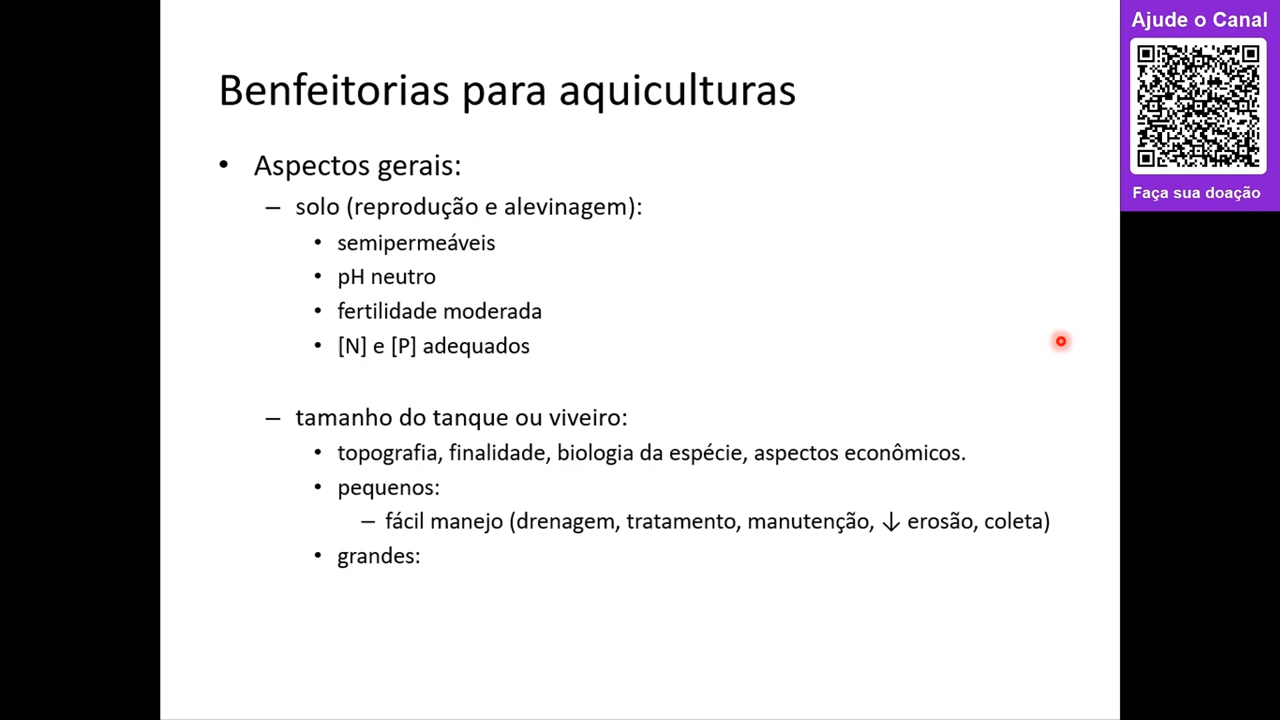 Benfeitorias para aquiculturas
• Aspectos gerais:
– solo (reprodução e alevinagem):
• semipermeáveis
• pH neutro
• fertilidade moderada
• [N] e [P] adequados
– tamanho do tanque ou viveiro:
• topografia, finalidade, biologia da espécie, aspectos econômicos.
• pequenos:
– fácil manejo (drenagem, tratamento, manutenção, ↓ erosão, coleta)
• grandes:
Ajude o Canal
Faça sua doação